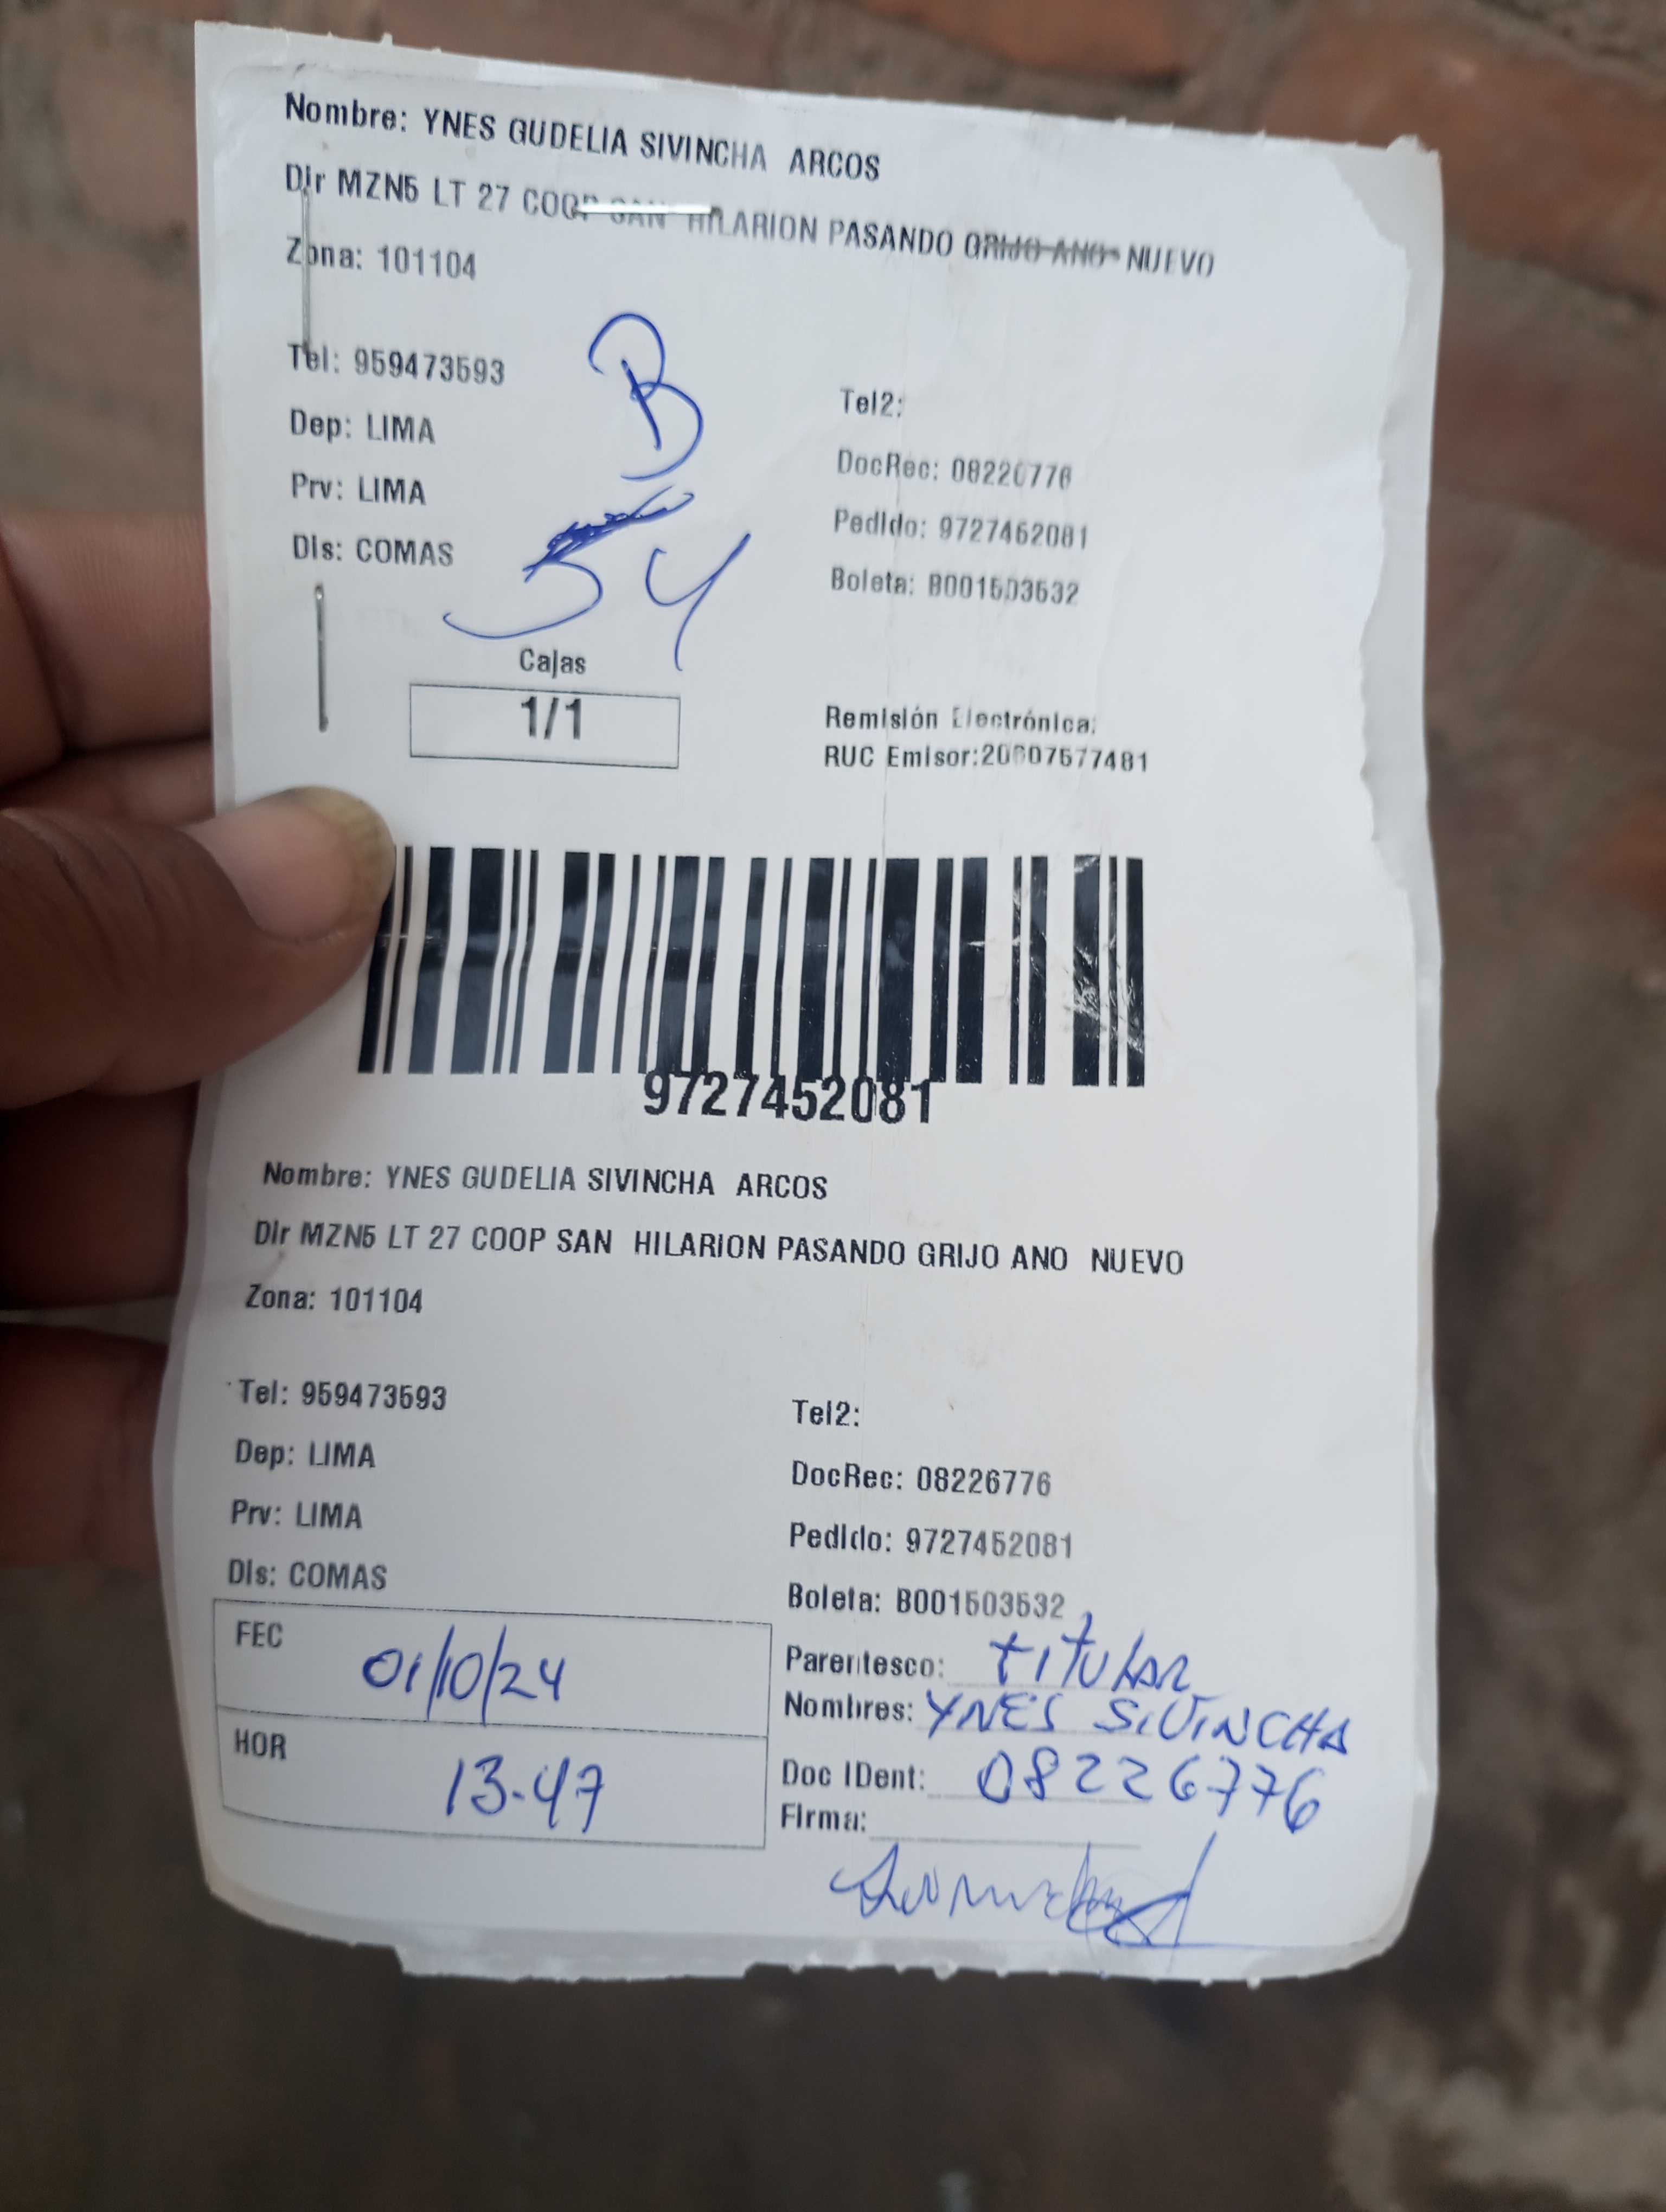 Nombre: YNES GUDELIA SIVINCHA ARCOS
Dir MZN5 LT 27 COOP SAN HILARION PASANDO GRIJO ANO NUEVO
Zona: 101104
Tel: 959473593
Tel2:
Dep: LIMA
DocRec: 08226776
Prv: LIMA
Pedido: 9727452081
Dis: COMAS
Boleta: B001503532
B
54
Cajas
1/1
Remisión Electrónica:
RUC Emisor:20607577481
9727452081
Nombre: YNES GUDELIA SIVINCHA ARCOS
Dir MZN5 LT 27 COOP SAN HILARION PASANDO GRIJO ANO NUEVO
Zona: 101104
Tel: 959473593
Tel2:
Dep: LIMA
DocRec: 08226776
Prv: LIMA
Pedido: 9727452081
Dis: COMAS
Boleta: B001503532
FEC 01/10/24
HOR 13-47
Parentesco: TITULAR
Nombres: YNES SIVINCHA
Doc IDent: 08226776
Firma: